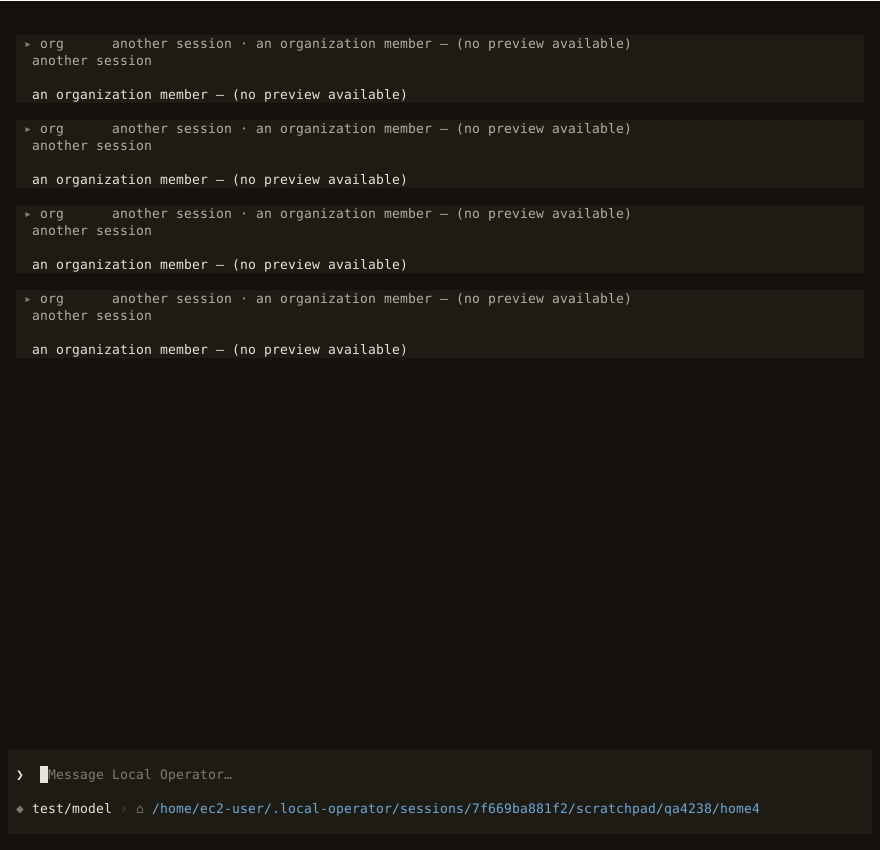 ▸ org      another session · an organization member — (no preview available)
another session
an organization member — (no preview available)
▸ org      another session · an organization member — (no preview available)
another session
an organization member — (no preview available)
▸ org      another session · an organization member — (no preview available)
another session
an organization member — (no preview available)
▸ org      another session · an organization member — (no preview available)
another session
an organization member — (no preview available)
❯ Message Local Operator…
◆ test/model › ⌂ /home/ec2-user/.local-operator/sessions/7f669ba881f2/scratchpad/qa4238/home4